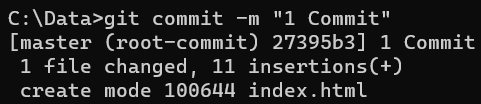 C:\Data>git commit -m "1 Commit"
[master (root-commit) 27395b3] 1 Commit
 1 file changed, 11 insertions(+)
 create mode 100644 index.html